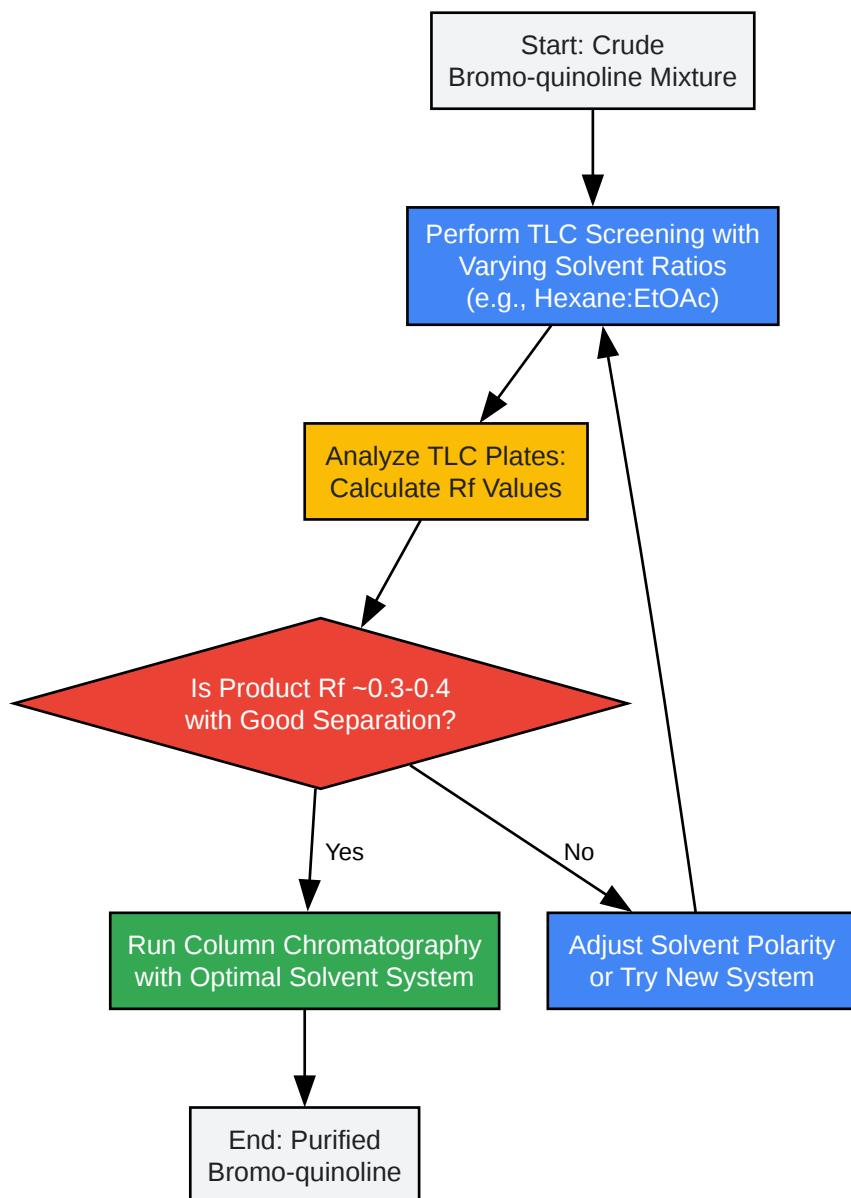 Start: Crude
Bromo-quinoline Mixture
Perform TLC Screening with
Varying Solvent Ratios
(e.g., Hexane:EtOAc)
Analyze TLC Plates:
Calculate Rf Values
Is Product Rf ~0.3-0.4
with Good Separation?
Yes
No
Run Column Chromatography
with Optimal Solvent System
Adjust Solvent Polarity
or Try New System
End: Purified
Bromo-quinoline